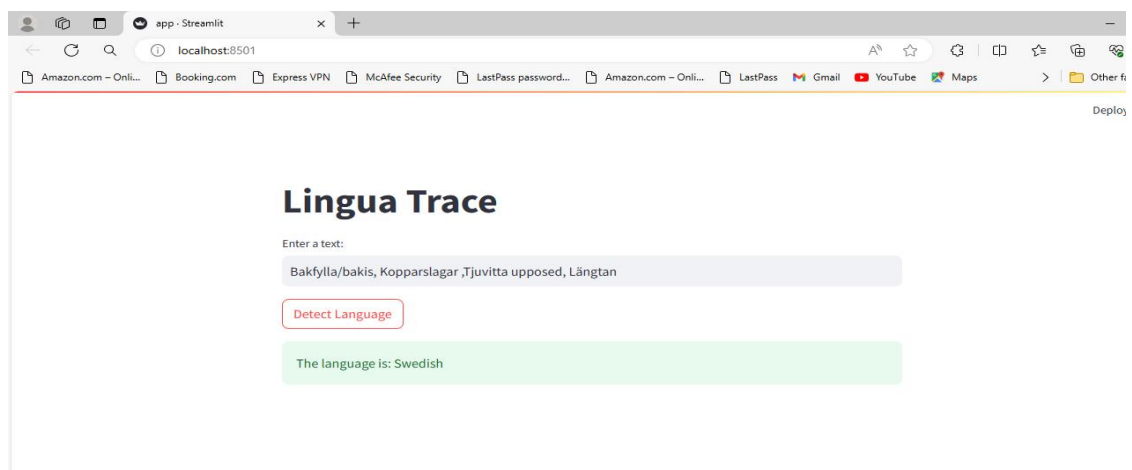 app · Streamlit
localhost:8501
Amazon.com – Onli... Booking.com Express VPN McAfee Security LastPass password... Amazon.com – Onli... LastPass Gmail YouTube Maps Other fa
Deploy
Lingua Trace
Enter a text:
Bakfylla/bakis, Kopparslagar ,Tjuvitta upposed, Längtan
Detect Language
The language is: Swedish